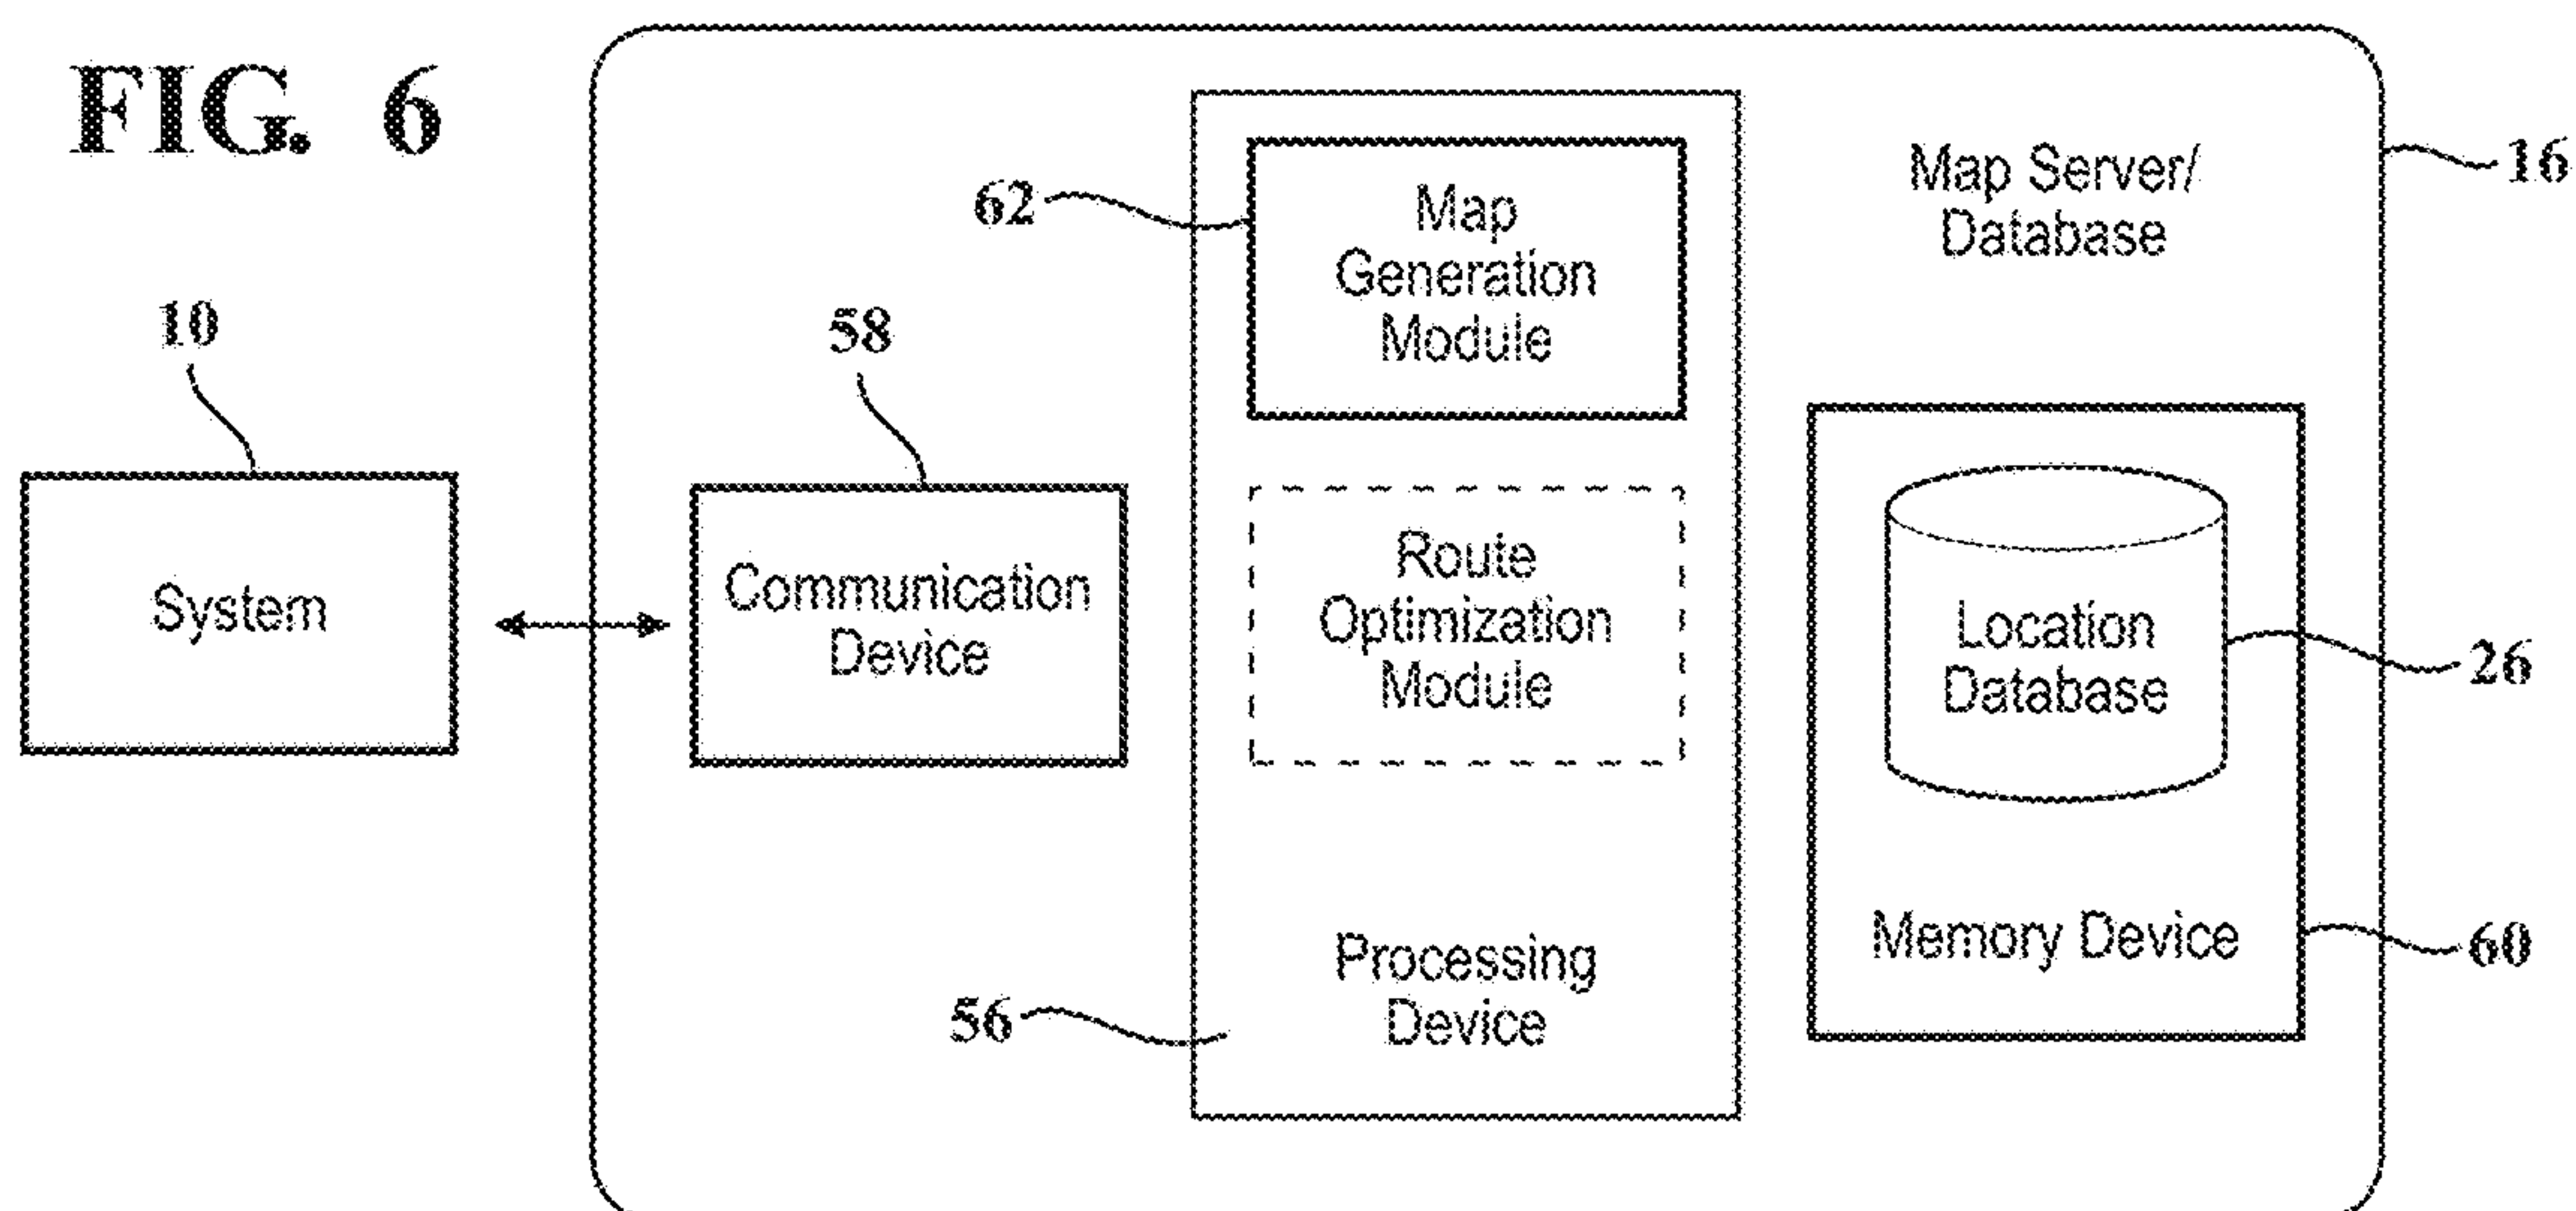 FIG. 6
Map Server/
Database
16
62
Map
Generation
Module
10
58
System
Communication
Device
Route
Optimization
Module
Location
Database
26
Memory Device
60
Processing
Device
56